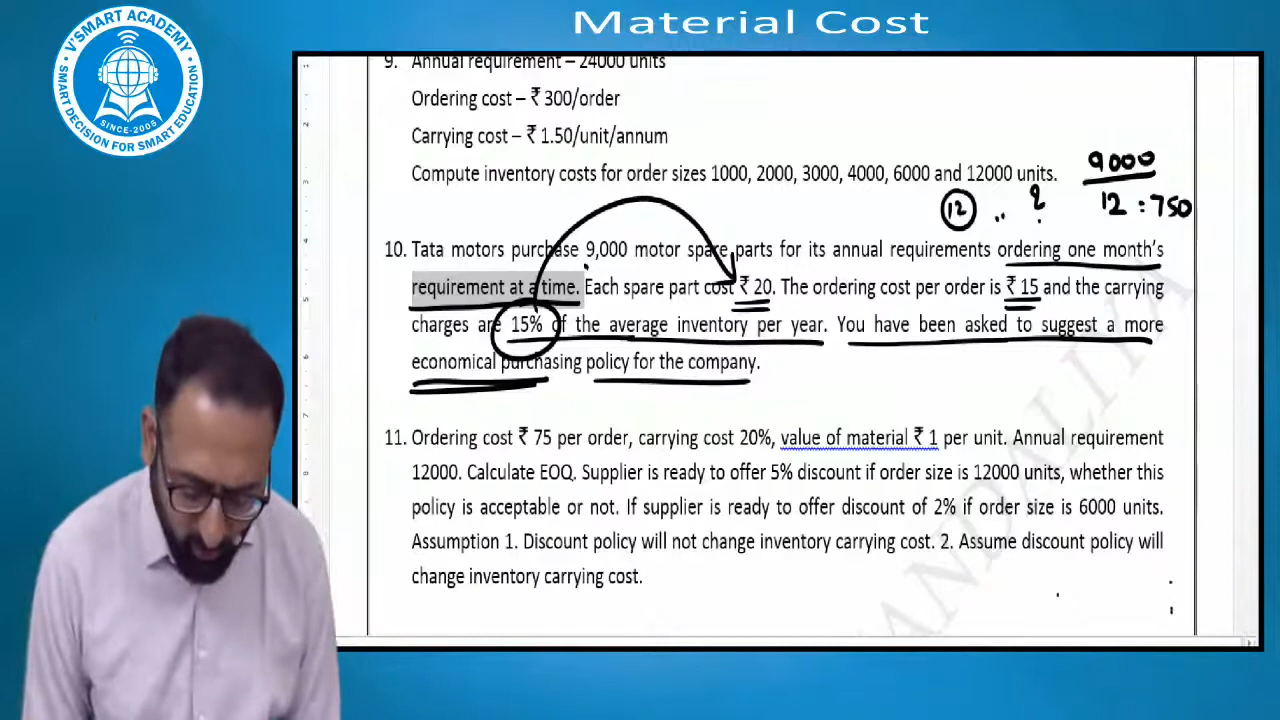 Material Cost
V'SMART ACADEMY
SMART DECISION FOR SMART EDUCATION
SINCE-2005
9. Annual requirement – 24000 units
Ordering cost – ₹ 300/order
Carrying cost – ₹ 1.50/unit/annum
Compute inventory costs for order sizes 1000, 2000, 3000, 4000, 6000 and 12000 units.
9000
12 .. ?
12 : 750
10. Tata motors purchase 9,000 motor spare parts for its annual requirements ordering one month's
requirement at a time. Each spare part cost ₹ 20. The ordering cost per order is ₹ 15 and the carrying
charges are 15% of the average inventory per year. You have been asked to suggest a more
economical purchasing policy for the company.
11. Ordering cost ₹ 75 per order, carrying cost 20%, value of material ₹ 1 per unit. Annual requirement
12000. Calculate EOQ. Supplier is ready to offer 5% discount if order size is 12000 units, whether this
policy is acceptable or not. If supplier is ready to offer discount of 2% if order size is 6000 units.
Assumption 1. Discount policy will not change inventory carrying cost. 2. Assume discount policy will
change inventory carrying cost.